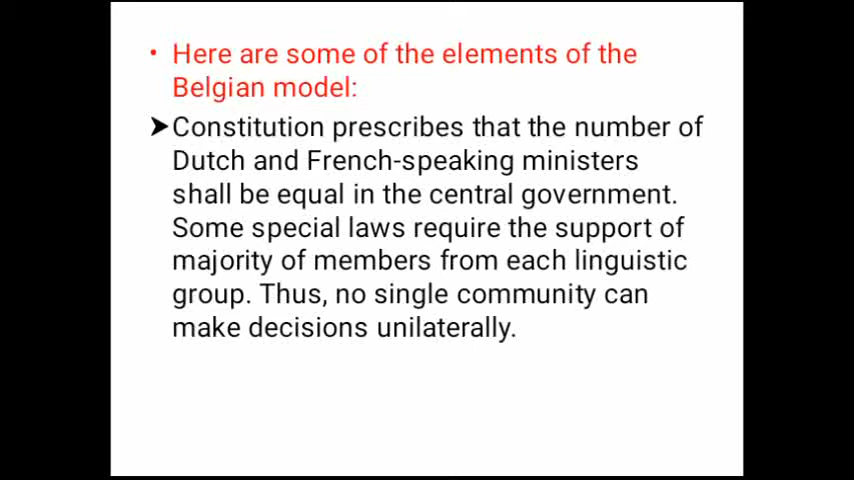 • Here are some of the elements of the
Belgian model:
➤Constitution prescribes that the number of
Dutch and French-speaking ministers
shall be equal in the central government.
Some special laws require the support of
majority of members from each linguistic
group. Thus, no single community can
make decisions unilaterally.